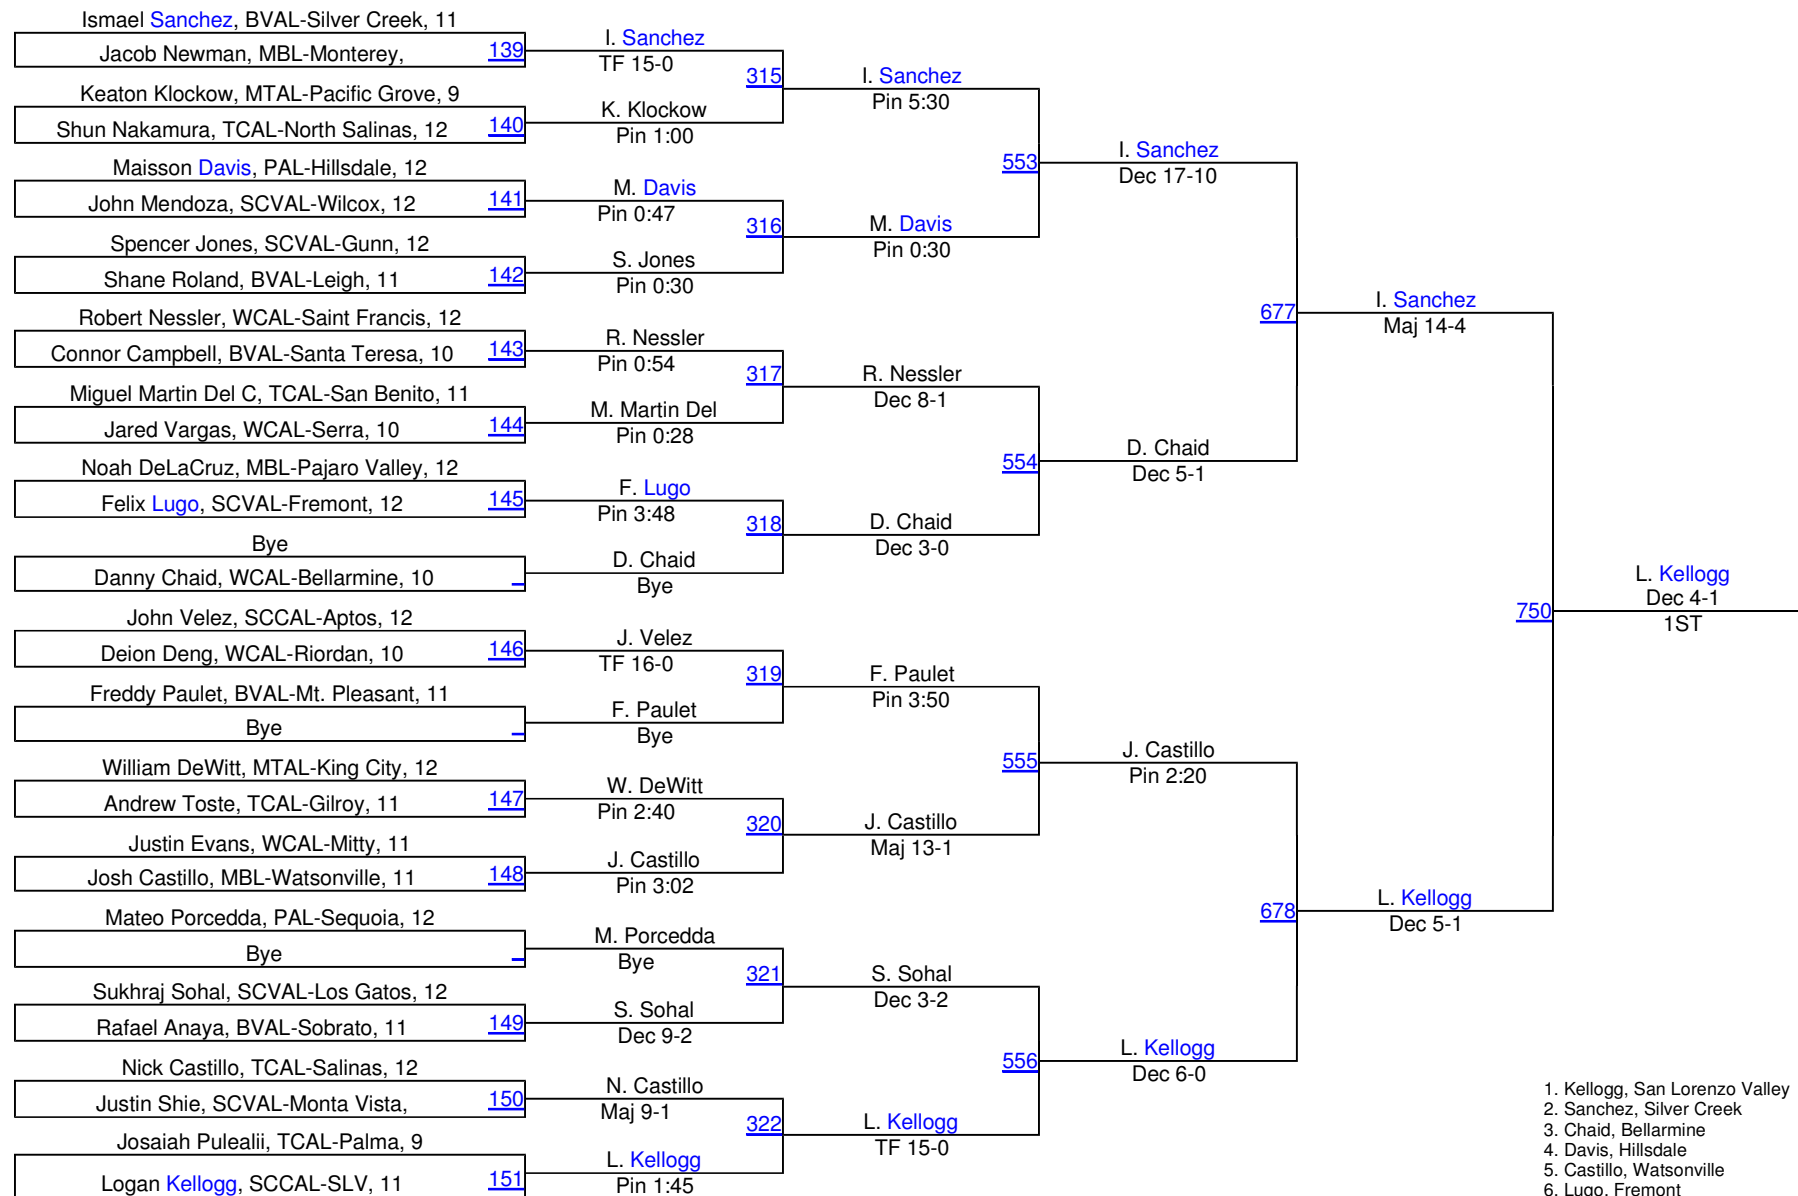 Ismael Sanchez, BVAL-Silver Creek, 11
Jacob Newman, MBL-Monterey,
139
Keaton Klockow, MTAL-Pacific Grove, 9
Shun Nakamura, TCAL-North Salinas, 12
140
Maisson Davis, PAL-Hillsdale, 12
John Mendoza, SCVAL-Wilcox, 12
141
Spencer Jones, SCVAL-Gunn, 12
Shane Roland, BVAL-Leigh, 11
142
Robert Nessler, WCAL-Saint Francis, 12
Connor Campbell, BVAL-Santa Teresa, 10
143
Miguel Martin Del C, TCAL-San Benito, 11
Jared Vargas, WCAL-Serra, 10
144
Noah DeLaCruz, MBL-Pajaro Valley, 12
Felix Lugo, SCVAL-Fremont, 12
145
Bye
Danny Chaid, WCAL-Bellarmine, 10
John Velez, SCCAL-Aptos, 12
Deion Deng, WCAL-Riordan, 10
146
Freddy Paulet, BVAL-Mt. Pleasant, 11
Bye
William DeWitt, MTAL-King City, 12
Andrew Toste, TCAL-Gilroy, 11
147
Justin Evans, WCAL-Mitty, 11
Josh Castillo, MBL-Watsonville, 11
148
Mateo Porcedda, PAL-Sequoia, 12
Bye
Sukhraj Sohal, SCVAL-Los Gatos, 12
Rafael Anaya, BVAL-Sobrato, 11
149
Nick Castillo, TCAL-Salinas, 12
Justin Shie, SCVAL-Monta Vista,
150
Josaiah Pulealii, TCAL-Palma, 9
Logan Kellogg, SCCAL-SLV, 11
151
I. Sanchez
TF 15-0
315
K. Klockow
Pin 1:00
M. Davis
Pin 0:47
316
S. Jones
Pin 0:30
R. Nessler
Pin 0:54
317
M. Martin Del
Pin 0:28
F. Lugo
Pin 3:48
318
D. Chaid
Bye
J. Velez
TF 16-0
319
F. Paulet
Bye
W. DeWitt
Pin 2:40
320
J. Castillo
Pin 3:02
M. Porcedda
Bye
321
S. Sohal
Dec 9-2
N. Castillo
Maj 9-1
322
L. Kellogg
Pin 1:45
I. Sanchez
Pin 5:30
553
M. Davis
Pin 0:30
R. Nessler
Dec 8-1
554
D. Chaid
Dec 3-0
F. Paulet
Pin 3:50
555
J. Castillo
Maj 13-1
S. Sohal
Dec 3-2
556
L. Kellogg
TF 15-0
I. Sanchez
Dec 17-10
677
D. Chaid
Dec 5-1
J. Castillo
Pin 2:20
678
L. Kellogg
Dec 6-0
I. Sanchez
Maj 14-4
750
L. Kellogg
Dec 5-1
L. Kellogg
Dec 4-1
1ST
1. Kellogg, San Lorenzo Valley
2. Sanchez, Silver Creek
3. Chaid, Bellarmine
4. Davis, Hillsdale
5. Castillo, Watsonville
6. Lugo, Fremont